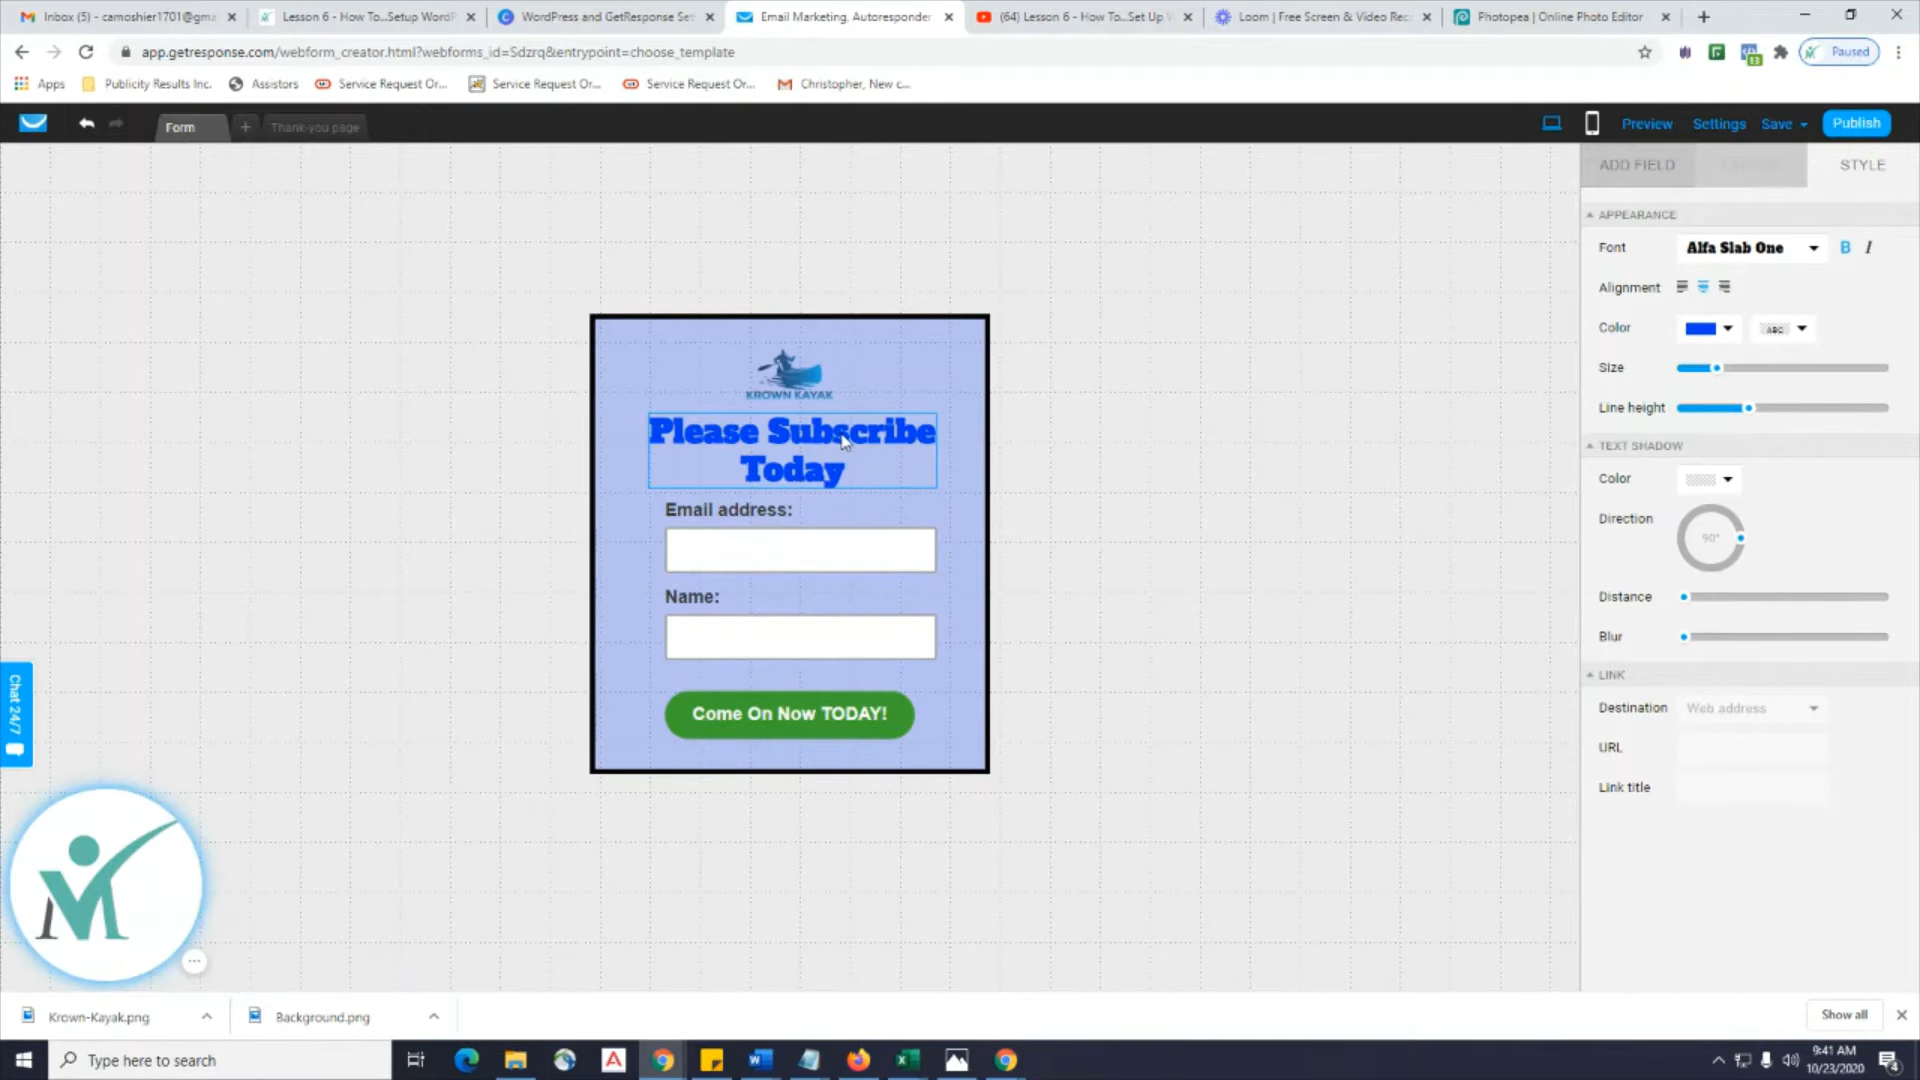 Inbox (5) - camoshier1701@gma
Lesson 6 - How To...Setup WordP
WordPress and GetResponse Set
Email Marketing, Autoresponder
(64) Lesson 6 - How To...Set Up
Loom | Free Screen & Video Rec
Photopea | Online Photo Editor
app.getresponse.com/webform_creator.html?webforms_id=Sdzrq&entrypoint=choose_template
13
Paused
Apps
Publicity Results Inc.
Assistors
Service Request Or...
Service Request Or...
Service Request Or...
Christopher, New c...
Form
Thank-you page
Preview
Settings
Save
Publish
ADD FIELD
STYLE
APPEARANCE
Font
Alfa Slab One
B I
Alignment
Color
ABC
Size
Line height
TEXT SHADOW
Color
Direction
90°
Distance
Blur
LINK
Destination
Web address
URL
Link title
KROWN KAYAK
Please Subscribe
Today
Email address:
Name:
Come On Now TODAY!
Chat 24/7
Krown-Kayak.png
Background.png
Show all
Type here to search
9:41 AM
10/23/2020
4